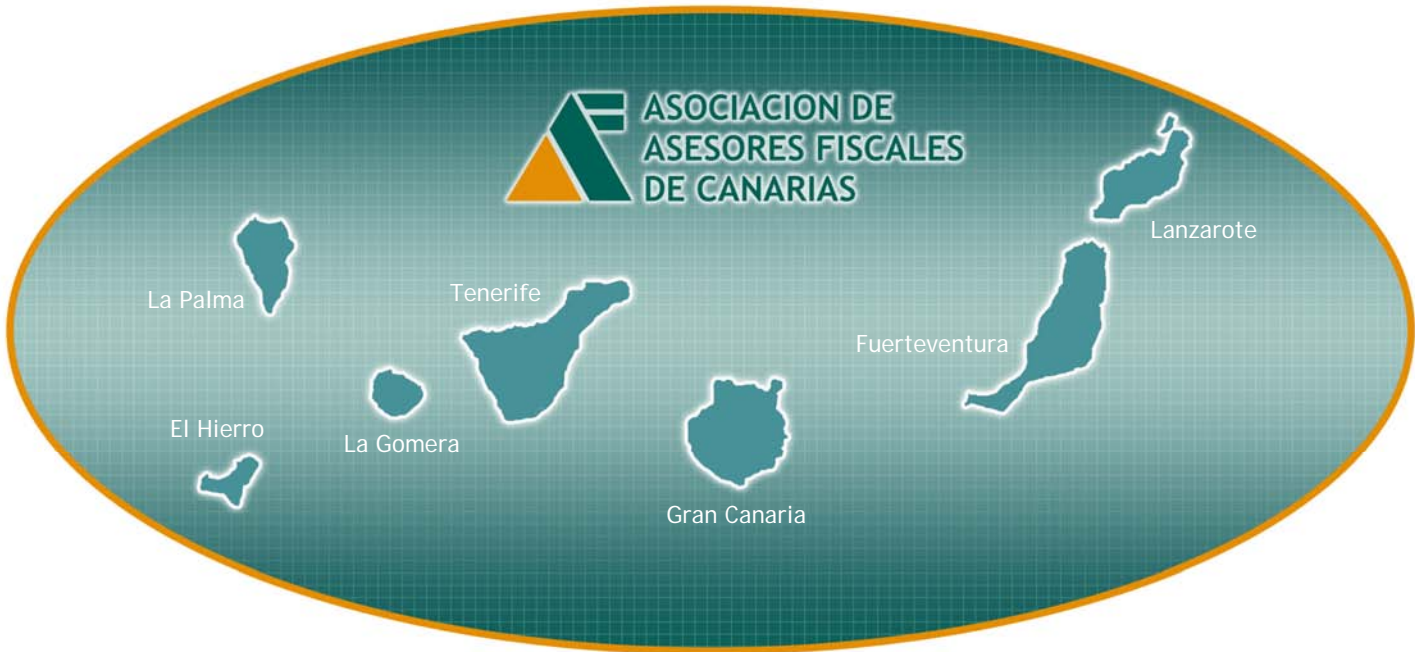 ASOCIACION DE
ASESORES FISCALES
DE CANARIAS
Lanzarote
La Palma
Tenerife
Fuerteventura
El Hierro
La Gomera
Gran Canaria